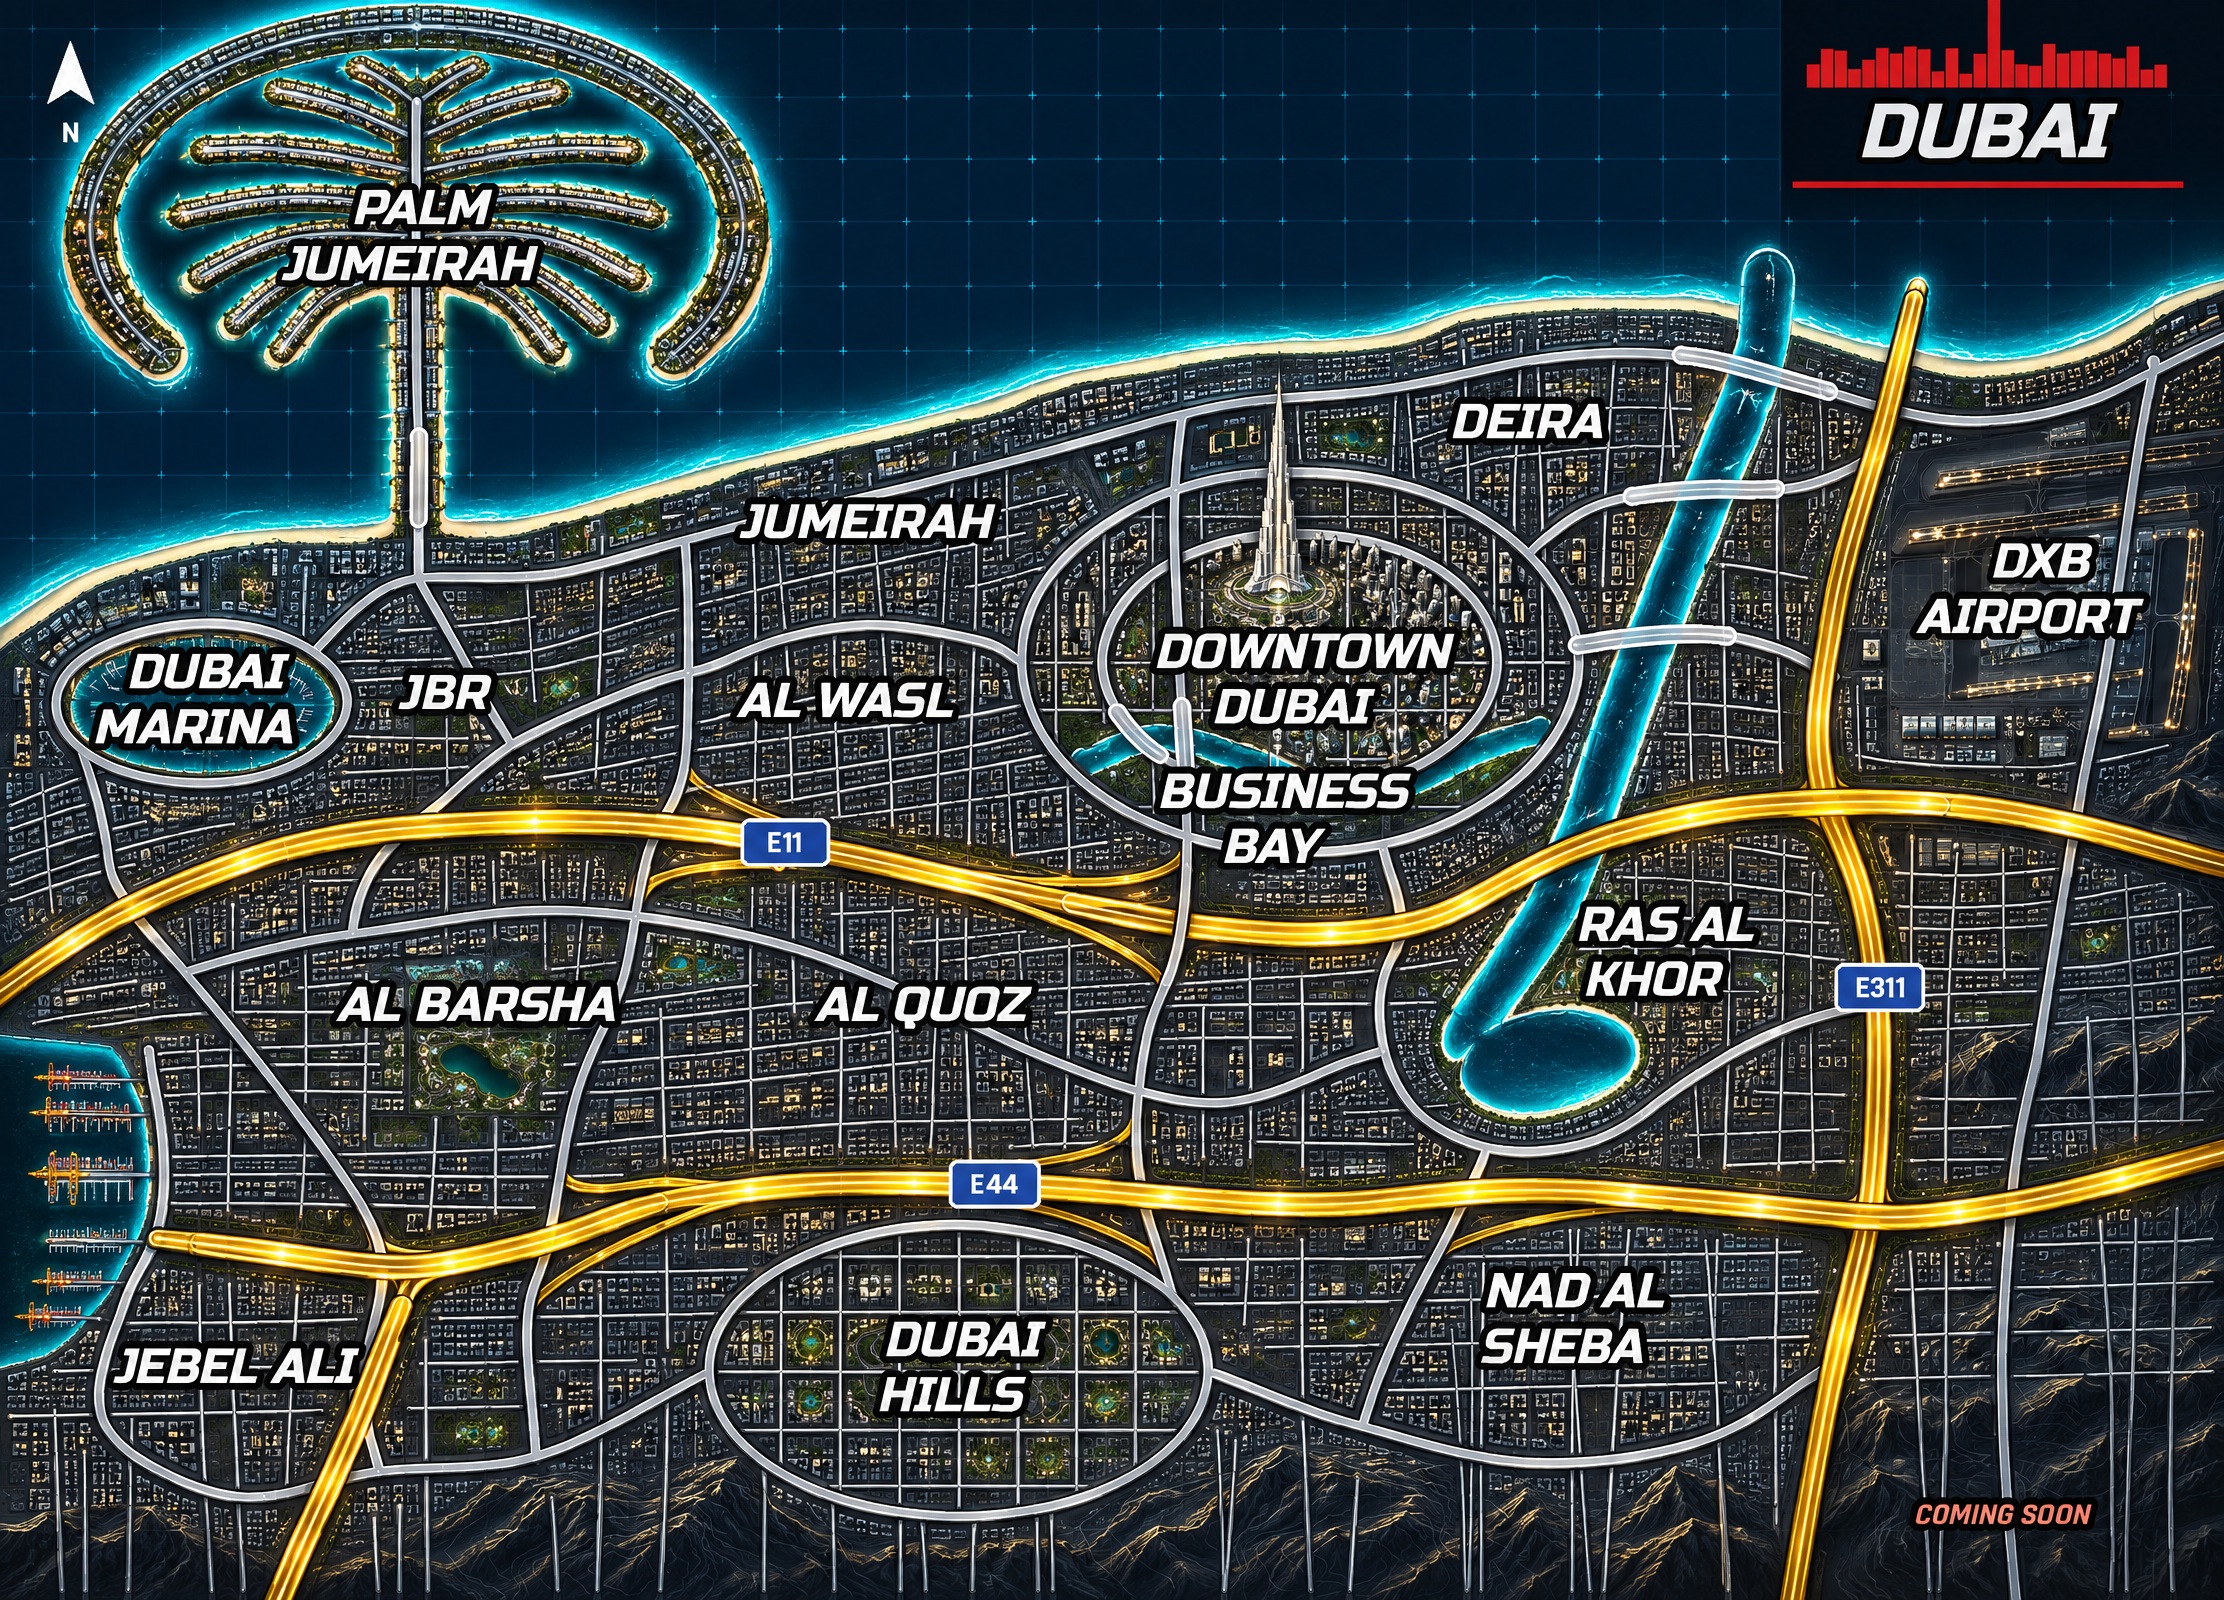 N
DUBAI
PALM
JUMEIRAH
DEIRA
JUMEIRAH
DXB
AIRPORT
DUBAI
MARINA
JBR
AL WASL
DOWNTOWN
DUBAI
BUSINESS
BAY
E11
RAS AL
KHOR
E311
AL BARSHA
AL QUOZ
E44
NAD AL
SHEBA
JEBEL ALI
DUBAI
HILLS
COMING SOON